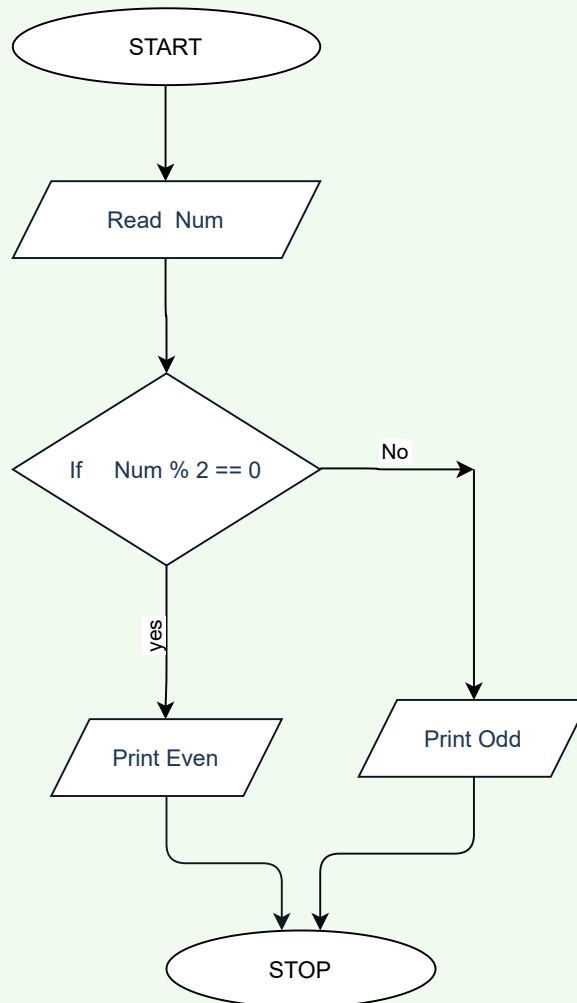 START
Read Num
If Num % 2 == 0
No
yes
Print Even
Print Odd
STOP